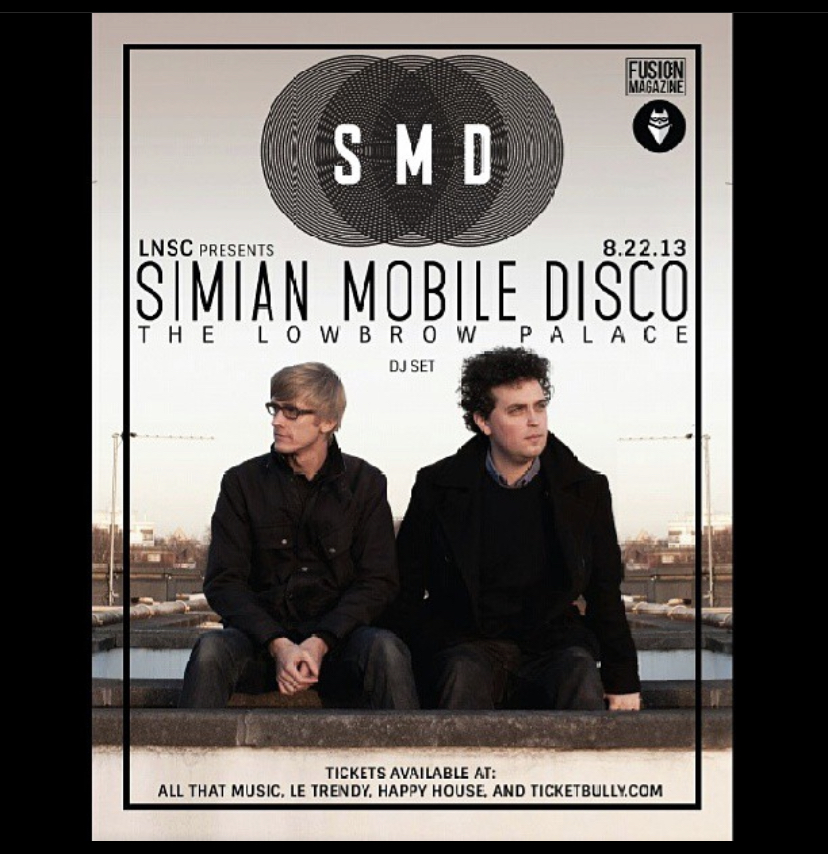 SMD
FUSION
MAGAZINE
LNSC PRESENTS
8.22.13
SIMIAN MOBILE DISCO
THE LOWBROW PALACE
DJ SET
TICKETS AVAILABLE AT:
ALL THAT MUSIC, LE TRENDY, HAPPY HOUSE, AND TICKETBULLY.COM